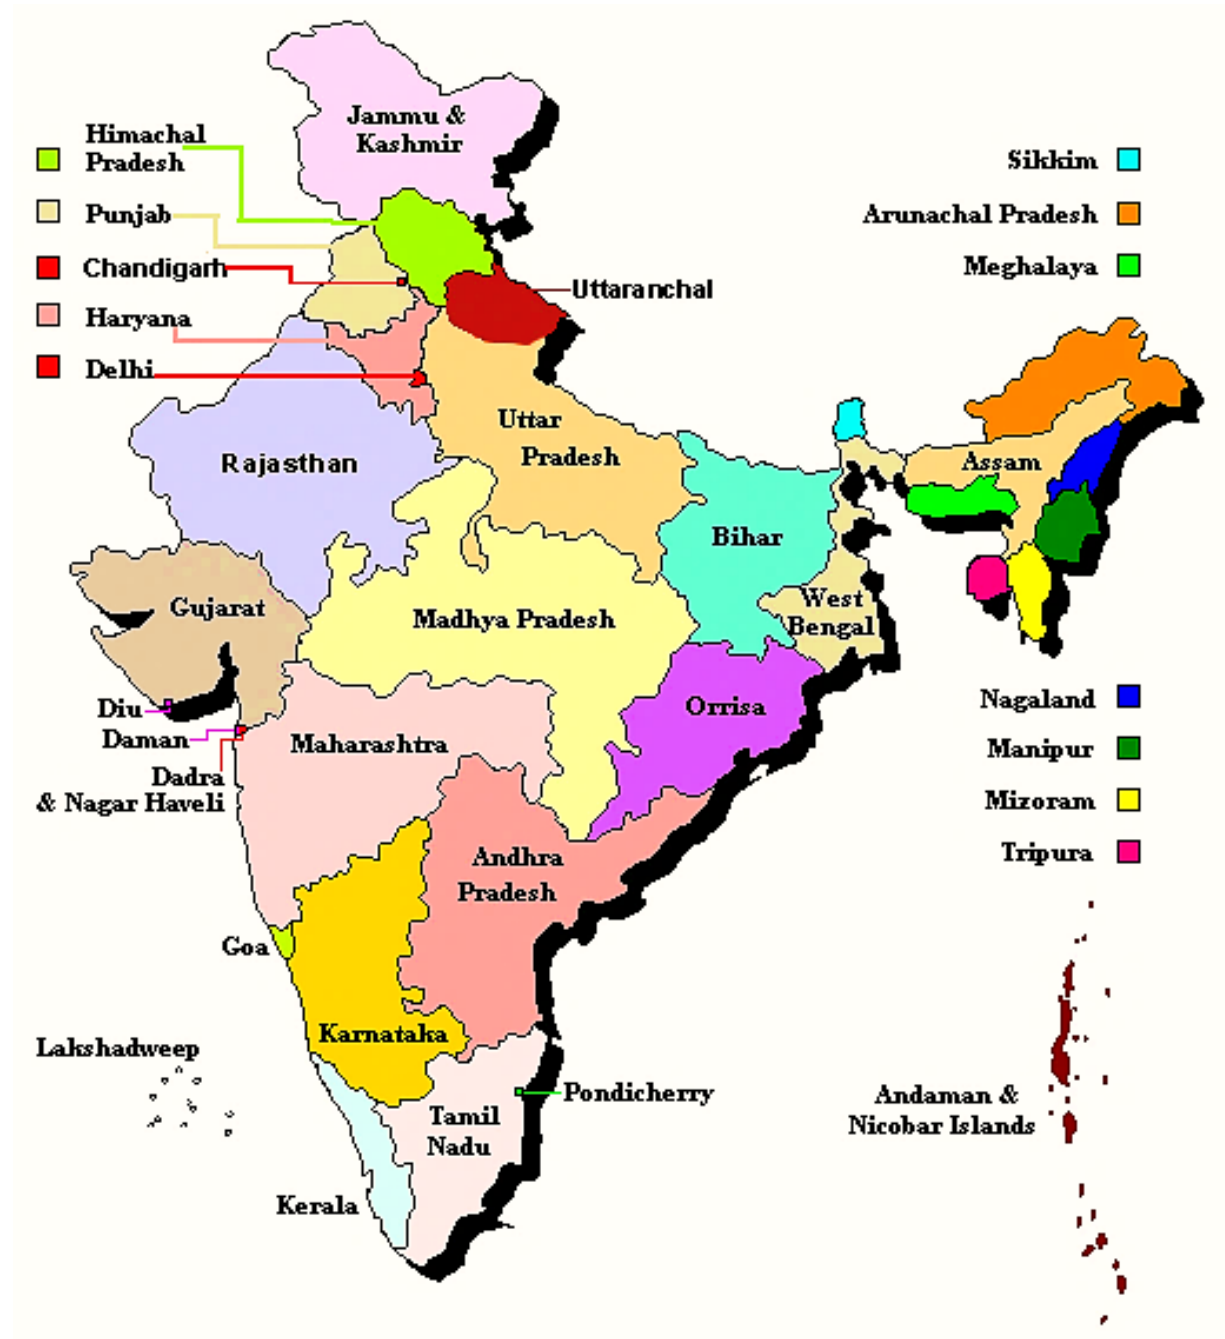 Jammu &
Kashmir
Himachal
Pradesh
Punjab
Chandigarh
Haryana
Delhi
Sikkim
Arunachal Pradesh
Meghalaya
Uttaranchal
Uttar
Pradesh
Rajasthan
Assam
Bihar
Gujarat
Madhya Pradesh
West
Bengal
Diu
Daman
Dadra
& Nagar Haveli
Maharashtra
Orrisa
Nagaland
Manipur
Mizoram
Tripura
Andhra
Pradesh
Goa
Karnataka
Lakshadweep
Pondicherry
Tamil
Nadu
Andaman &
Nicobar Islands
Kerala